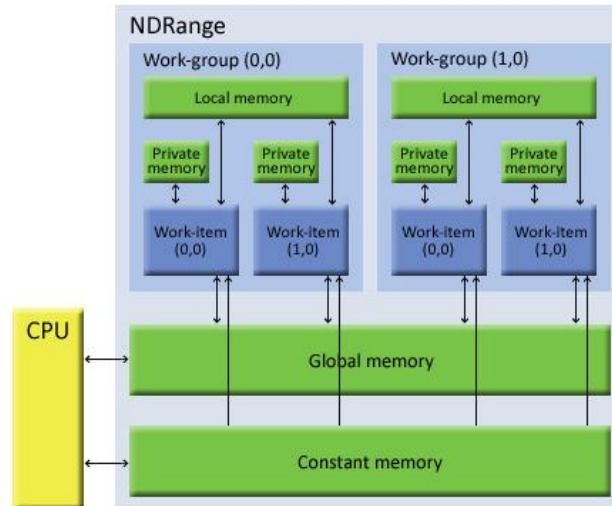 NDRange
Work-group (0,0)
Local memory
Private
memory
Private
memory
Work-item
(0,0)
Work-item
(1,0)
Work-group (1,0)
Local memory
Private
memory
Private
memory
Work-item
(0,0)
Work-item
(1,0)
CPU
Global memory
Constant memory